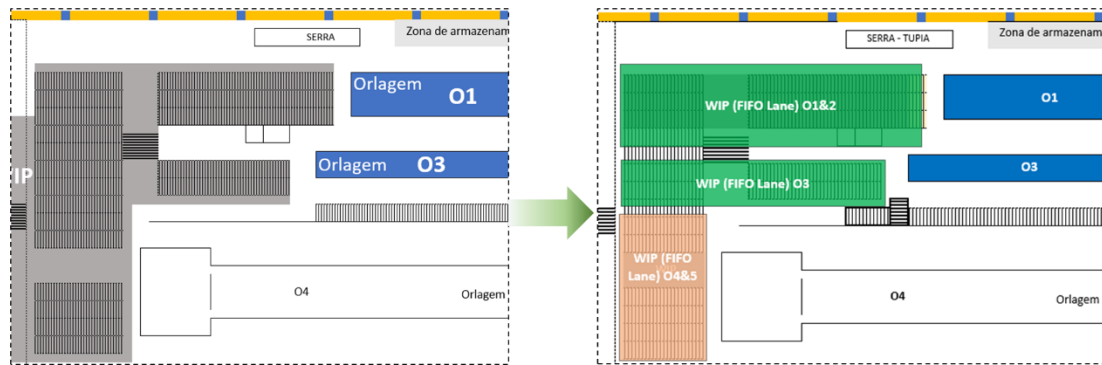 SERRA
Zona de armazenam
Orlagem
O1
Orlagem
O3
IP
O4
Orlagem
SERRA - TUPIA
Zona de armazenam
WIP (FIFO Lane) O1&2
O1
WIP (FIFO Lane) O3
O3
WIP (FIFO
Lane) O4&5
O4
Orlagem